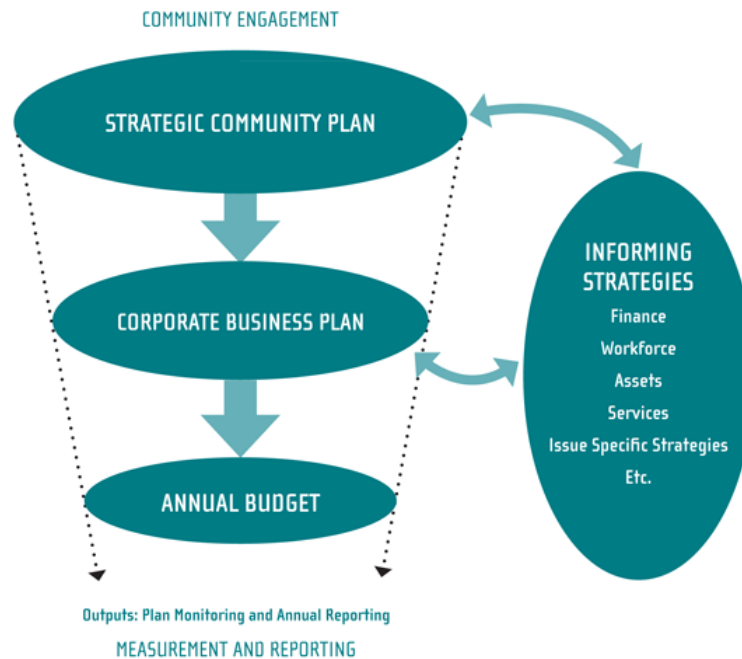 COMMUNITY ENGAGEMENT
STRATEGIC COMMUNITY PLAN
CORPORATE BUSINESS PLAN
ANNUAL BUDGET
INFORMING
STRATEGIES
Finance
Workforce
Assets
Services
Issue Specific Strategies
Etc.
Outputs: Plan Monitoring and Annual Reporting
MEASUREMENT AND REPORTING